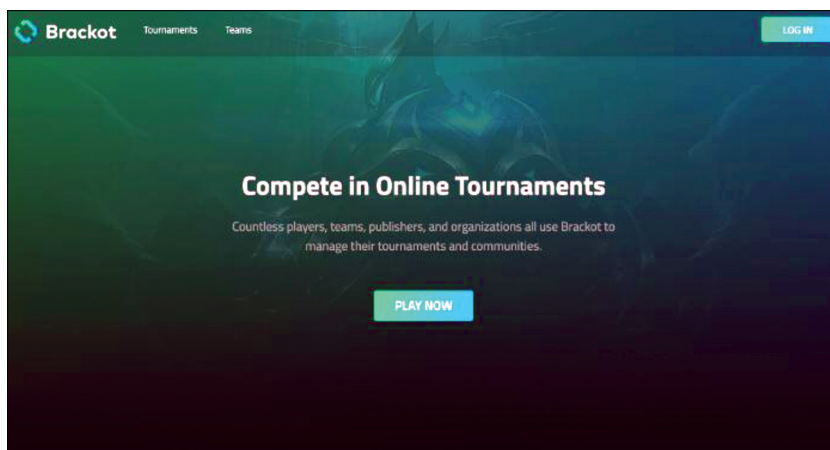 Brackot
Tournaments
Teams
LOG IN
Compete in Online Tournaments
Countless players, teams, publishers, and organizations all use Brackot to
manage their tournaments and communities.
PLAY NOW